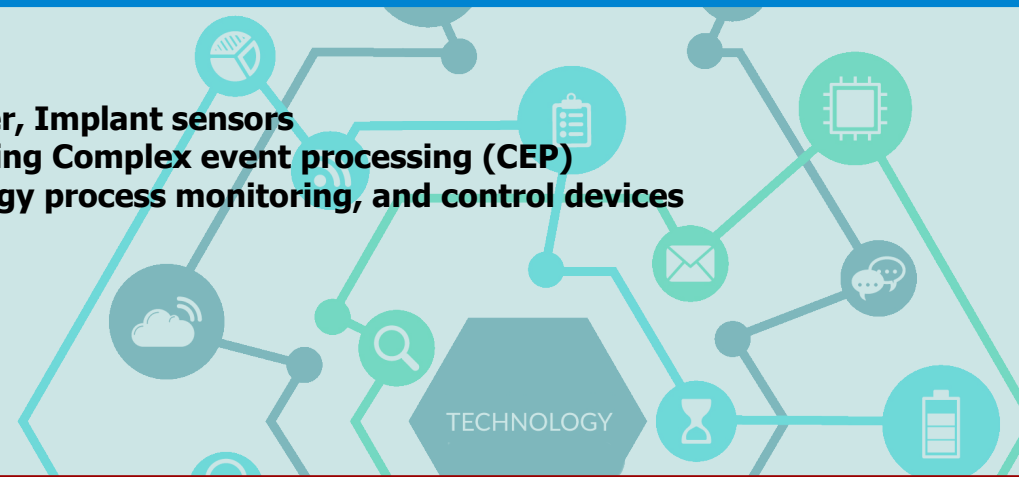 er, Implant sensors
ing Complex event processing (CEP)
gy process monitoring, and control devices
TECHNOLOGY